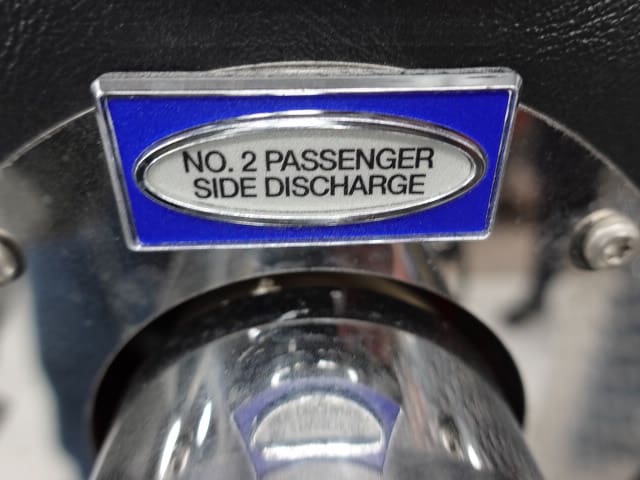 NO. 2 PASSENGER
SIDE DISCHARGE